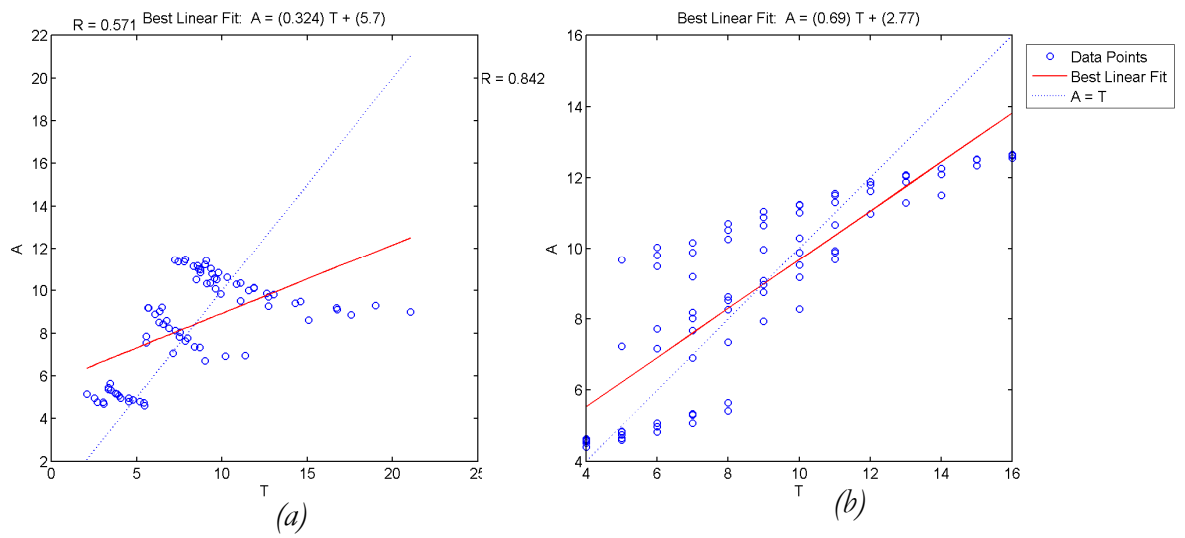 R = 0.571
Best Linear Fit: A = (0.324) T + (5.7)
22
20
18
16
14
12
10
8
6
4
2
A
0
5
10
15
20
25
T
(a)
R = 0.842
Best Linear Fit: A = (0.69) T + (2.77)
16
14
12
10
8
6
4
A
4
6
8
10
12
14
16
T
(b)
Data Points
Best Linear Fit
A = T